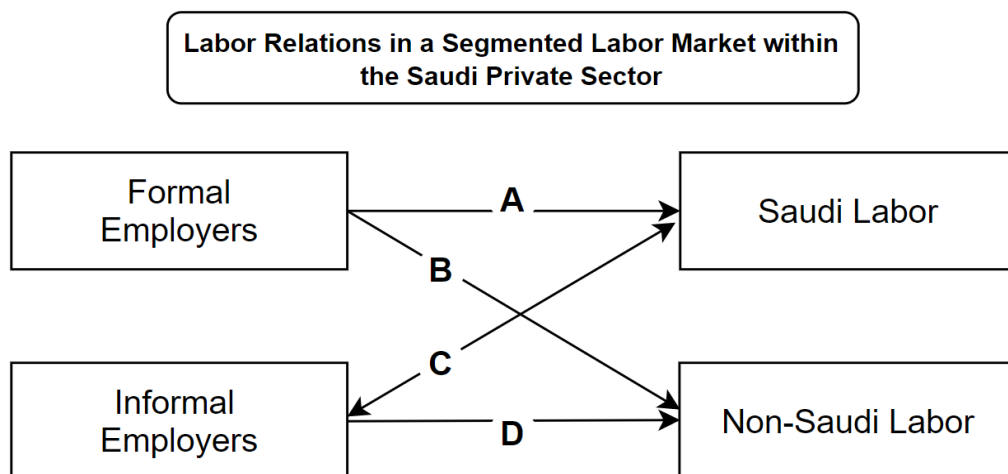 Labor Relations in a Segmented Labor Market within
the Saudi Private Sector
Formal
Employers
A
Saudi Labor
B
C
Informal
Employers
D
Non-Saudi Labor